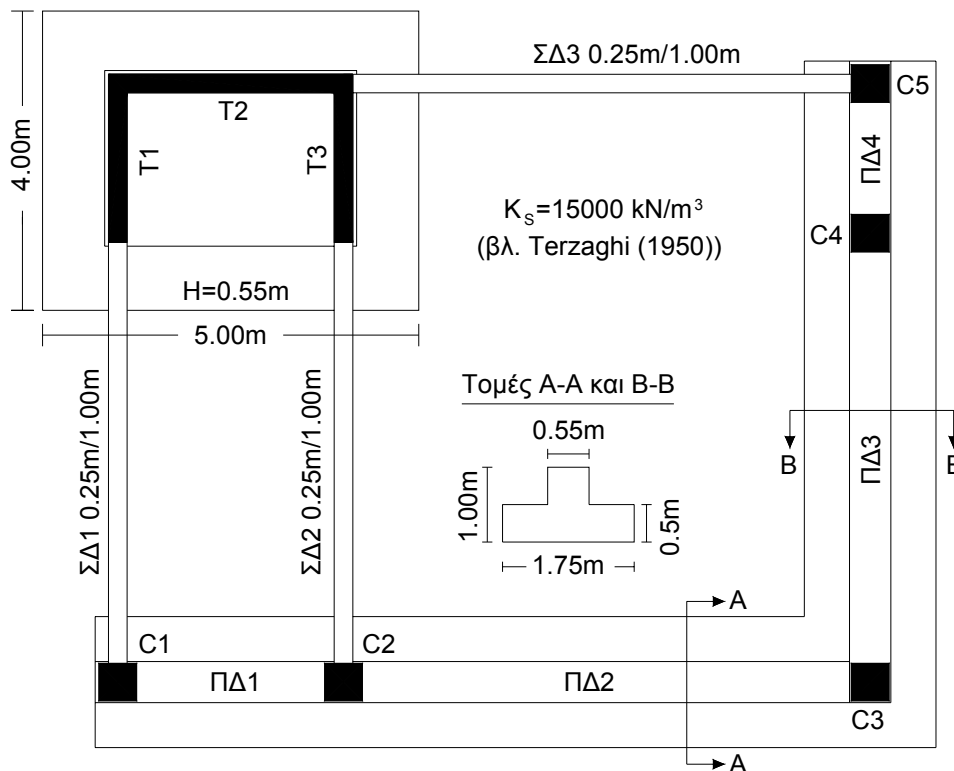 ΣΔ3 0.25m/1.00m
C5
T2
T1
T3
ΠΔ4
4.00m
K_S=15000 kN/m³
(βλ. Terzaghi (1950))
C4
H=0.55m
5.00m
Τομές A-A και B-B
0.55m
1.00m
0.5m
1.75m
ΣΔ1 0.25m/1.00m
ΣΔ2 0.25m/1.00m
B
B
ΠΔ3
A
C1
C2
ΠΔ1
ΠΔ2
C3
A